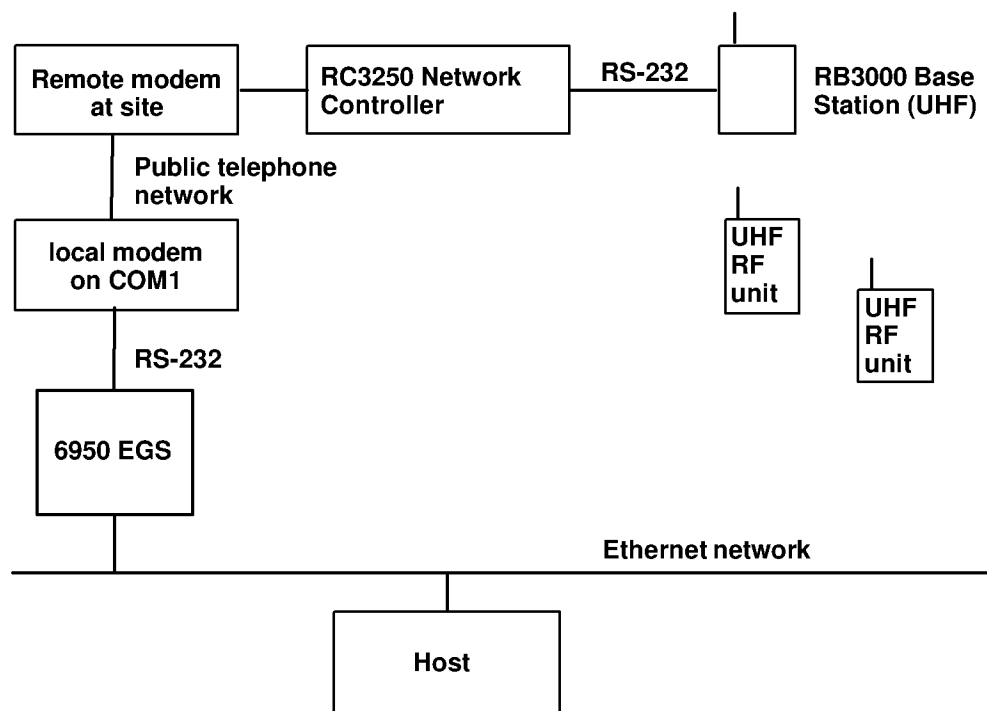 Remote modem
at site
RC3250 Network
Controller
RS-232
RB3000 Base
Station (UHF)
Public telephone
network
local modem
on COM1
UHF
RF
unit
UHF
RF
unit
RS-232
6950 EGS
Ethernet network
Host